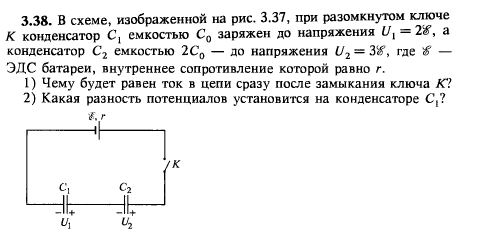 3.38. В схеме, изображенной на рис. 3.37, при разомкнутом ключе
K конденсатор C₁ емкостью C₀ заряжен до напряжения U₁ = 2ℰ, а
конденсатор C₂ емкостью 2C₀ — до напряжения U₂ = 3ℰ, где ℰ —
ЭДС батареи, внутреннее сопротивление которой равно r.
1) Чему будет равен ток в цепи сразу после замыкания ключа K?
2) Какая разность потенциалов установится на конденсаторе C₁?
ℰ, r
K
C₁ C₂
− + − +
U₁ U₂